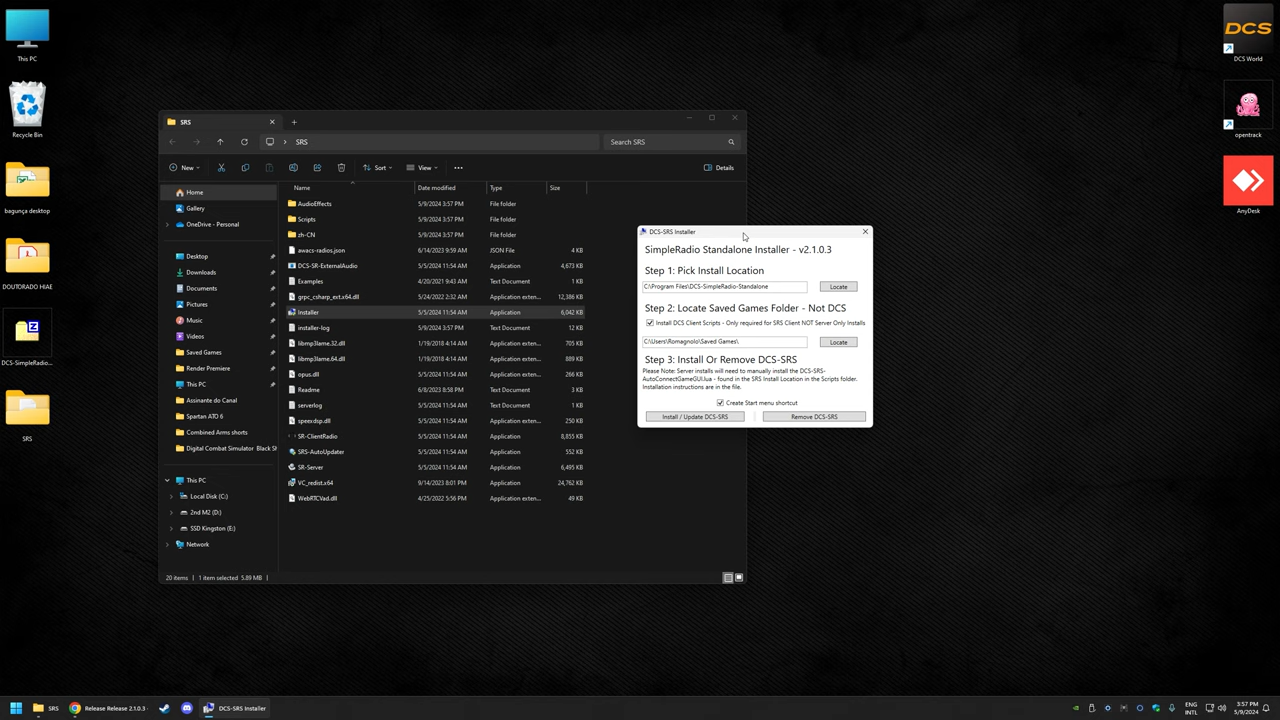 This PC
Recycle Bin
bagunça desktop
DOUTORADO HIAE
DCS-SimpleRadio...
SRS
DCS
DCS World
opentrack
AnyDesk
SRS
SRS
Search SRS
New
Sort
View
Details
Name
Date modified
Type
Size
Home
Gallery
OneDrive - Personal
Desktop
Downloads
Documents
Pictures
Music
Videos
Saved Games
Render Premiere
This PC
Assinante do Canal
Spartan ATO 6
Combined Arms shorts
Digital Combat Simulator Black Sh
This PC
Local Disk (C:)
2nd M2 (D:)
SSD Kingston (E:)
Network
AudioEffects 5/9/2024 3:57 PM File folder
Scripts 5/9/2024 3:57 PM File folder
zh-CN 5/9/2024 3:57 PM File folder
awacs-radios.json 6/14/2023 9:59 AM JSON File 4 KB
DCS-SR-ExternalAudio 5/5/2024 11:54 AM Application 4,673 KB
Examples 4/20/2021 9:43 AM Text Document 1 KB
grpc_csharp_ext.x64.dll 5/24/2022 2:32 AM Application exten... 12,386 KB
Installer 5/5/2024 11:54 AM Application 6,042 KB
installer-log 5/9/2024 3:57 PM Text Document 12 KB
libmp3lame.32.dll 1/19/2018 4:34 AM Application exten... 705 KB
libmp3lame.64.dll 1/19/2018 4:34 AM Application exten... 889 KB
opus.dll 5/5/2024 11:54 AM Application exten... 266 KB
Readme 6/8/2023 8:58 PM Text Document 3 KB
serverlog 5/5/2024 11:54 AM Text Document 1 KB
speexdsp.dll 5/5/2024 11:54 AM Application exten... 250 KB
SR-ClientRadio 5/5/2024 11:54 AM Application 8,855 KB
SRS-AutoUpdater 5/5/2024 11:54 AM Application 552 KB
SR-Server 5/5/2024 11:54 AM Application 6,495 KB
VC_redist.x64 9/14/2023 8:01 PM Application 24,762 KB
WebRTCVad.dll 4/25/2022 5:56 PM Application exten... 49 KB
20 items 1 item selected 5.89 MB
DCS-SRS Installer
SimpleRadio Standalone Installer - v2.1.0.3
Step 1: Pick Install Location
C:\Program Files\DCS-SimpleRadio-Standalone
Locate
Step 2: Locate Saved Games Folder - Not DCS
Install DCS Client Scripts - Only required for SRS Client NOT Server Only Installs
C:\Users\Romagnolo\Saved Games\
Locate
Step 3: Install Or Remove DCS-SRS
Please Note: Server installs will need to manually install the DCS-SRS-
AutoConnectGameGUI.lua - found in the SRS Install Location in the Scripts folder.
Installation instructions are in the file.
Create Start menu shortcut
Install / Update DCS-SRS
Remove DCS-SRS
SRS
Release Release 2.1.0.3
DCS-SRS Installer
ENG
INTL
3:57 PM
5/9/2024